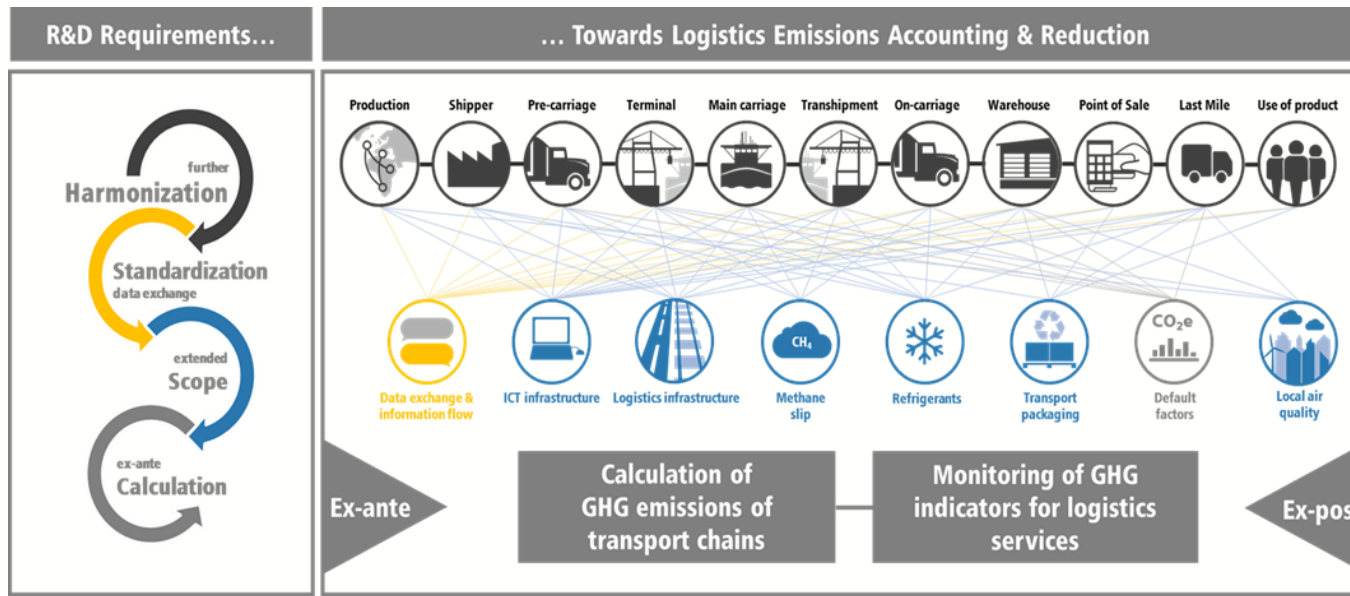 R&D Requirements...
... Towards Logistics Emissions Accounting & Reduction
further
Harmonization
Standardization
data exchange
extended
Scope
ex-ante
Calculation
Production
Shipper
Pre-carriage
Terminal
Main carriage
Transhipment
On-carriage
Warehouse
Point of Sale
Last Mile
Use of product
CH₄
CO₂e
Data exchange &
information flow
ICT infrastructure
Logistics infrastructure
Methane
slip
Refrigerants
Transport
packaging
Default
factors
Local air
quality
Ex-ante
Calculation of
GHG emissions of
transport chains
Monitoring of GHG
indicators for logistics
services
Ex-pos